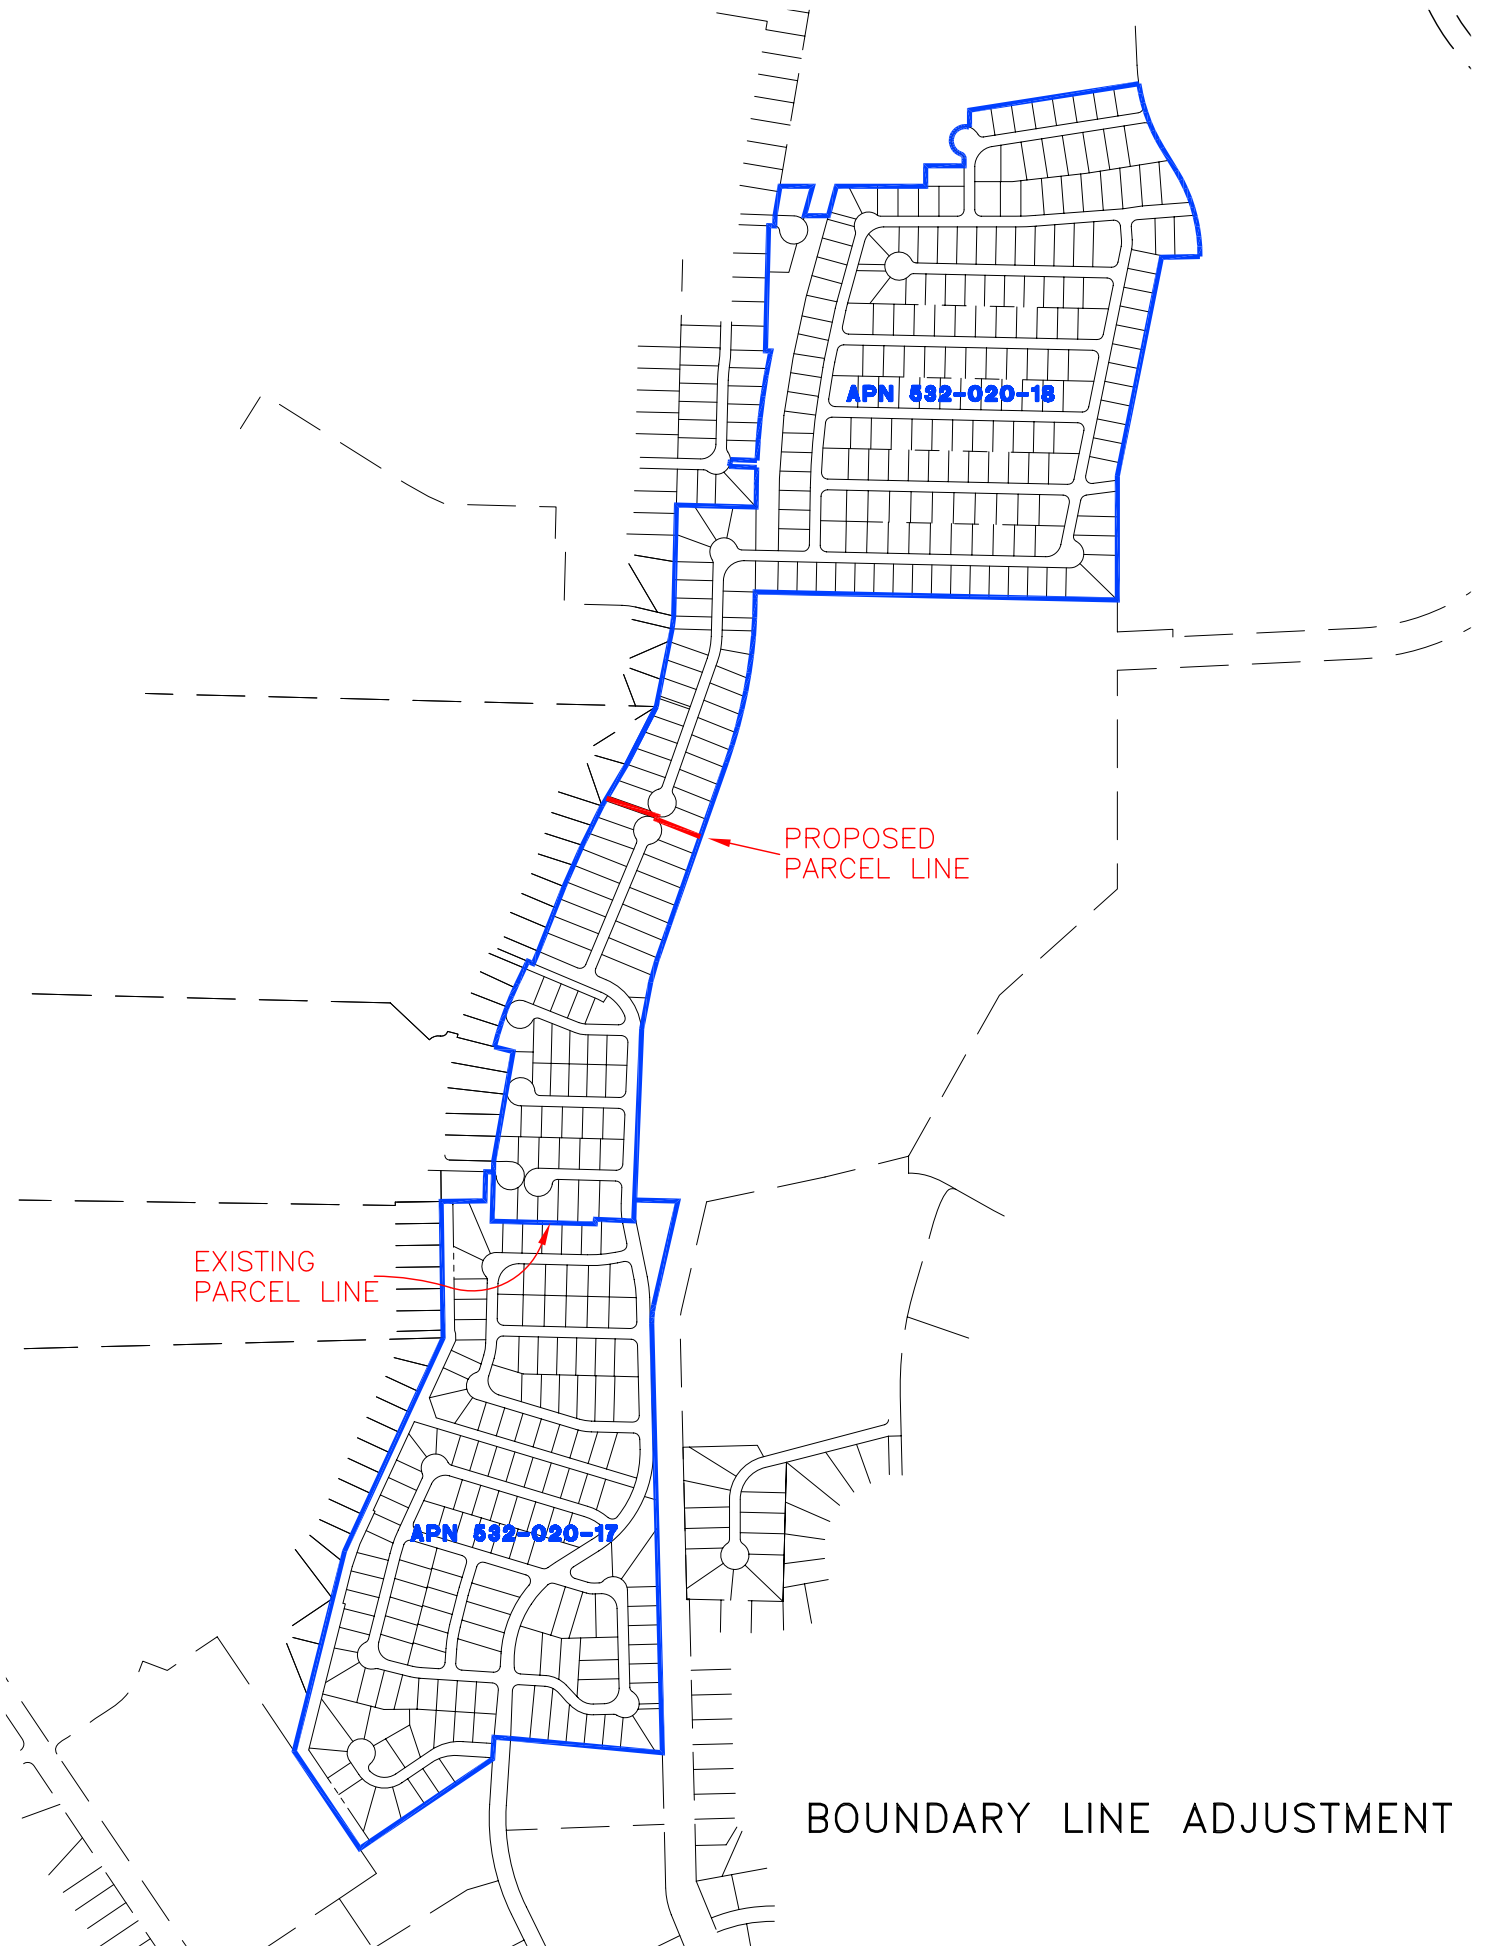 APN 532-020-18
PROPOSED
PARCEL LINE
EXISTING
PARCEL LINE
APN 532-020-17
BOUNDARY LINE ADJUSTMENT